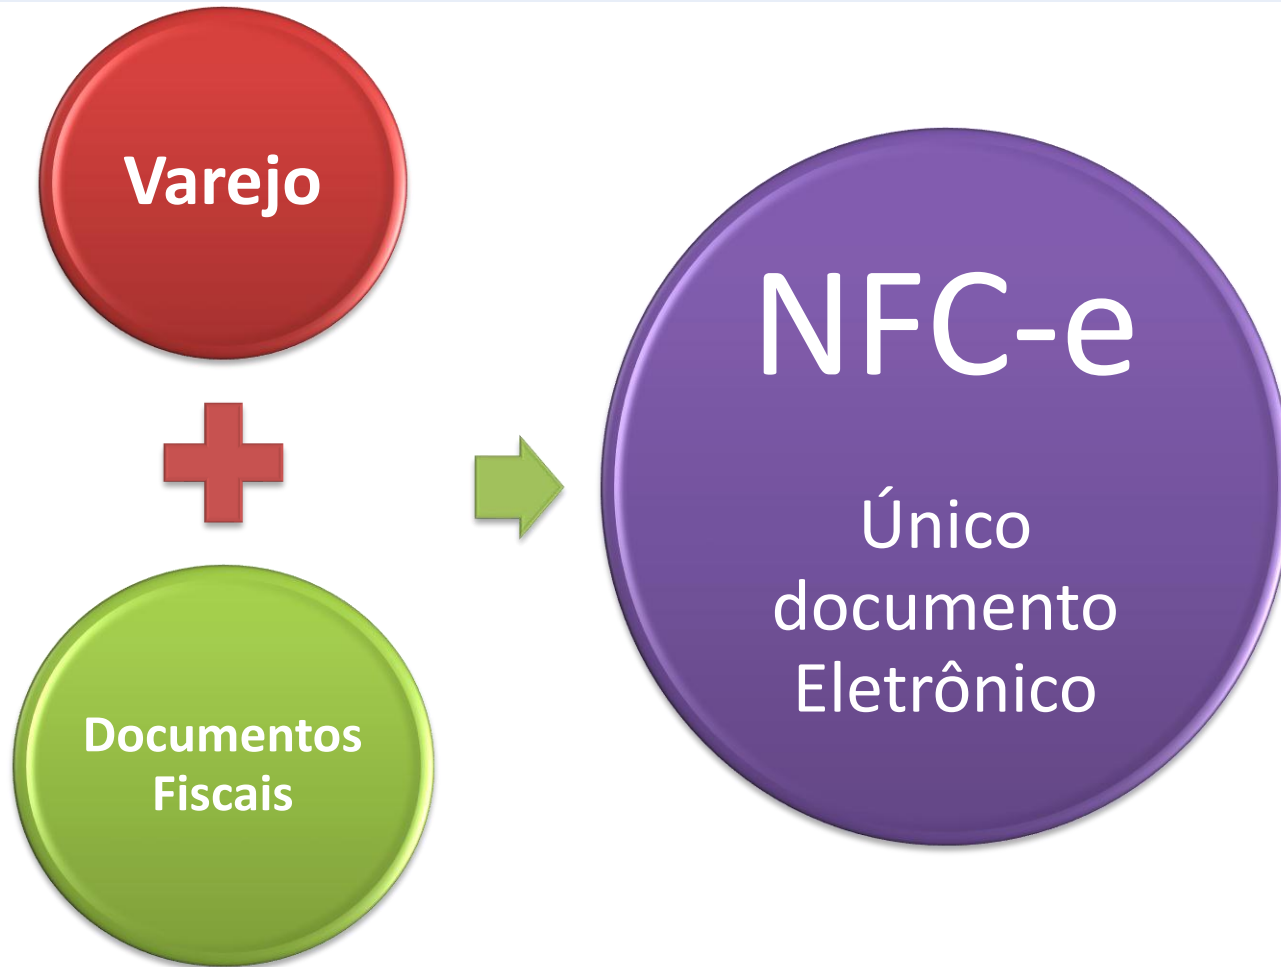 Varejo
Documentos
Fiscais
NFC-e
Único
documento
Eletrônico